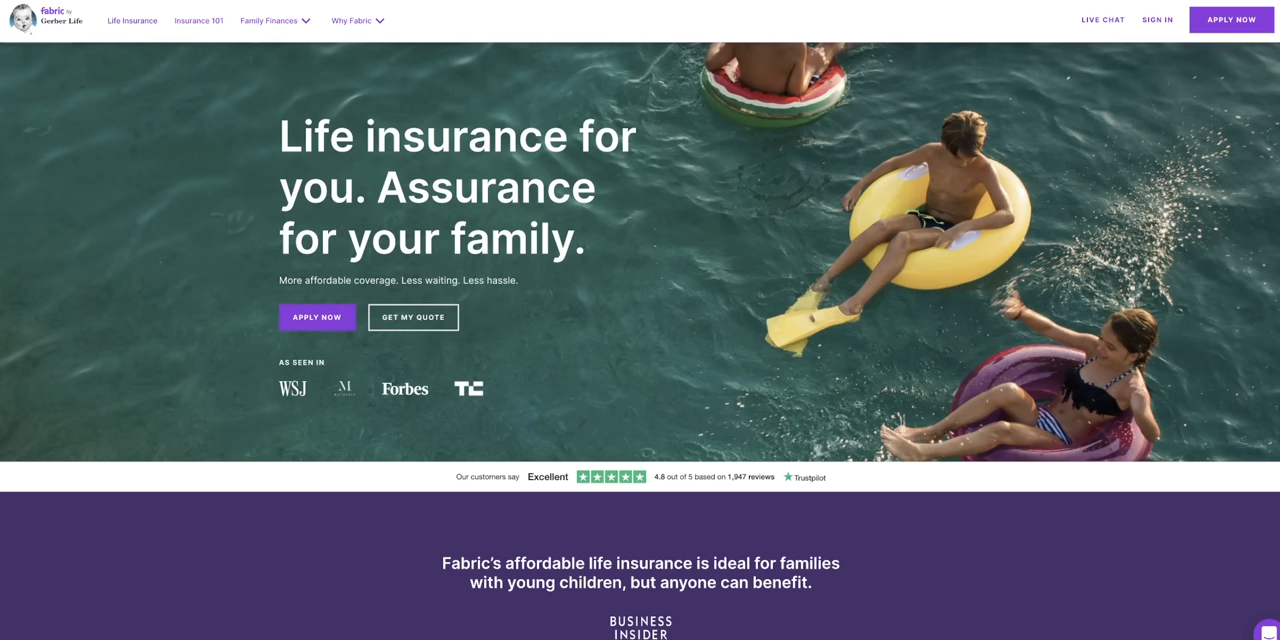 fabric by
Gerber Life
Life Insurance
Insurance 101
Family Finances
Why Fabric
LIVE CHAT
SIGN IN
APPLY NOW
Life insurance for
you. Assurance
for your family.
More affordable coverage. Less waiting. Less hassle.
APPLY NOW
GET MY QUOTE
AS SEEN IN
WSJ
M
Forbes
TC
Our customers say Excellent 4.8 out of 5 based on 1,947 reviews Trustpilot
Fabric’s affordable life insurance is ideal for families
with young children, but anyone can benefit.
BUSINESS
INSIDER